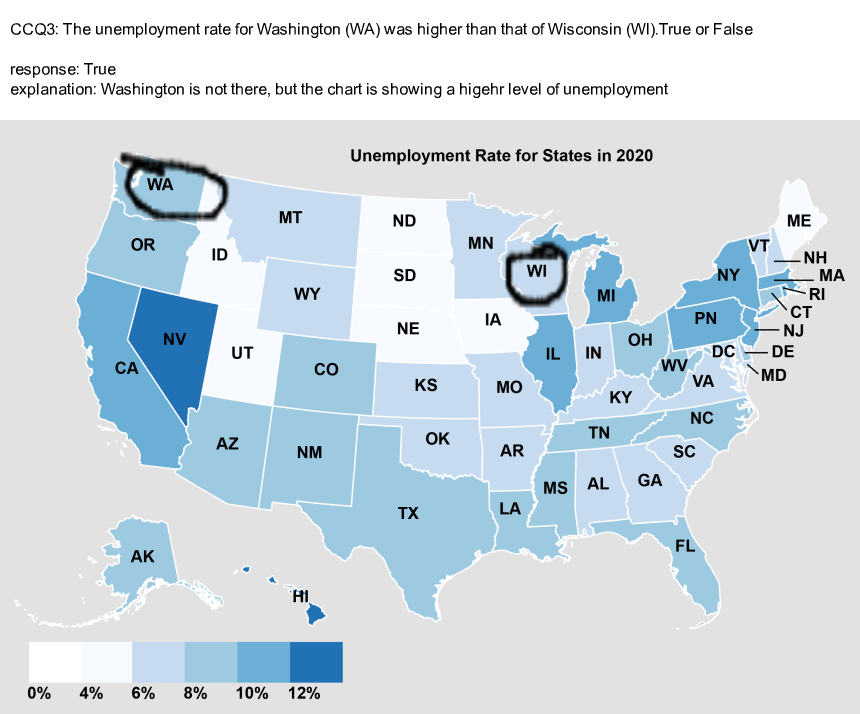 CCQ3: The unemployment rate for Washington (WA) was higher than that of Wisconsin (WI).True or False
response: True
explanation: Washington is not there, but the chart is showing a higehr level of unemployment
Unemployment Rate for States in 2020
WA
MT
ND
ME
OR
ID
MN
WI
VT
NH
SD
NY
MA
WY
MI
RI
CT
NV
NE
IA
PN
NJ
UT
IL
IN
OH
DC
DE
CA
CO
WV
MD
KS
MO
VA
KY
AZ
NM
OK
TN
NC
AR
SC
MS
AL
GA
TX
LA
FL
AK
HI
0% 4% 6% 8% 10% 12%